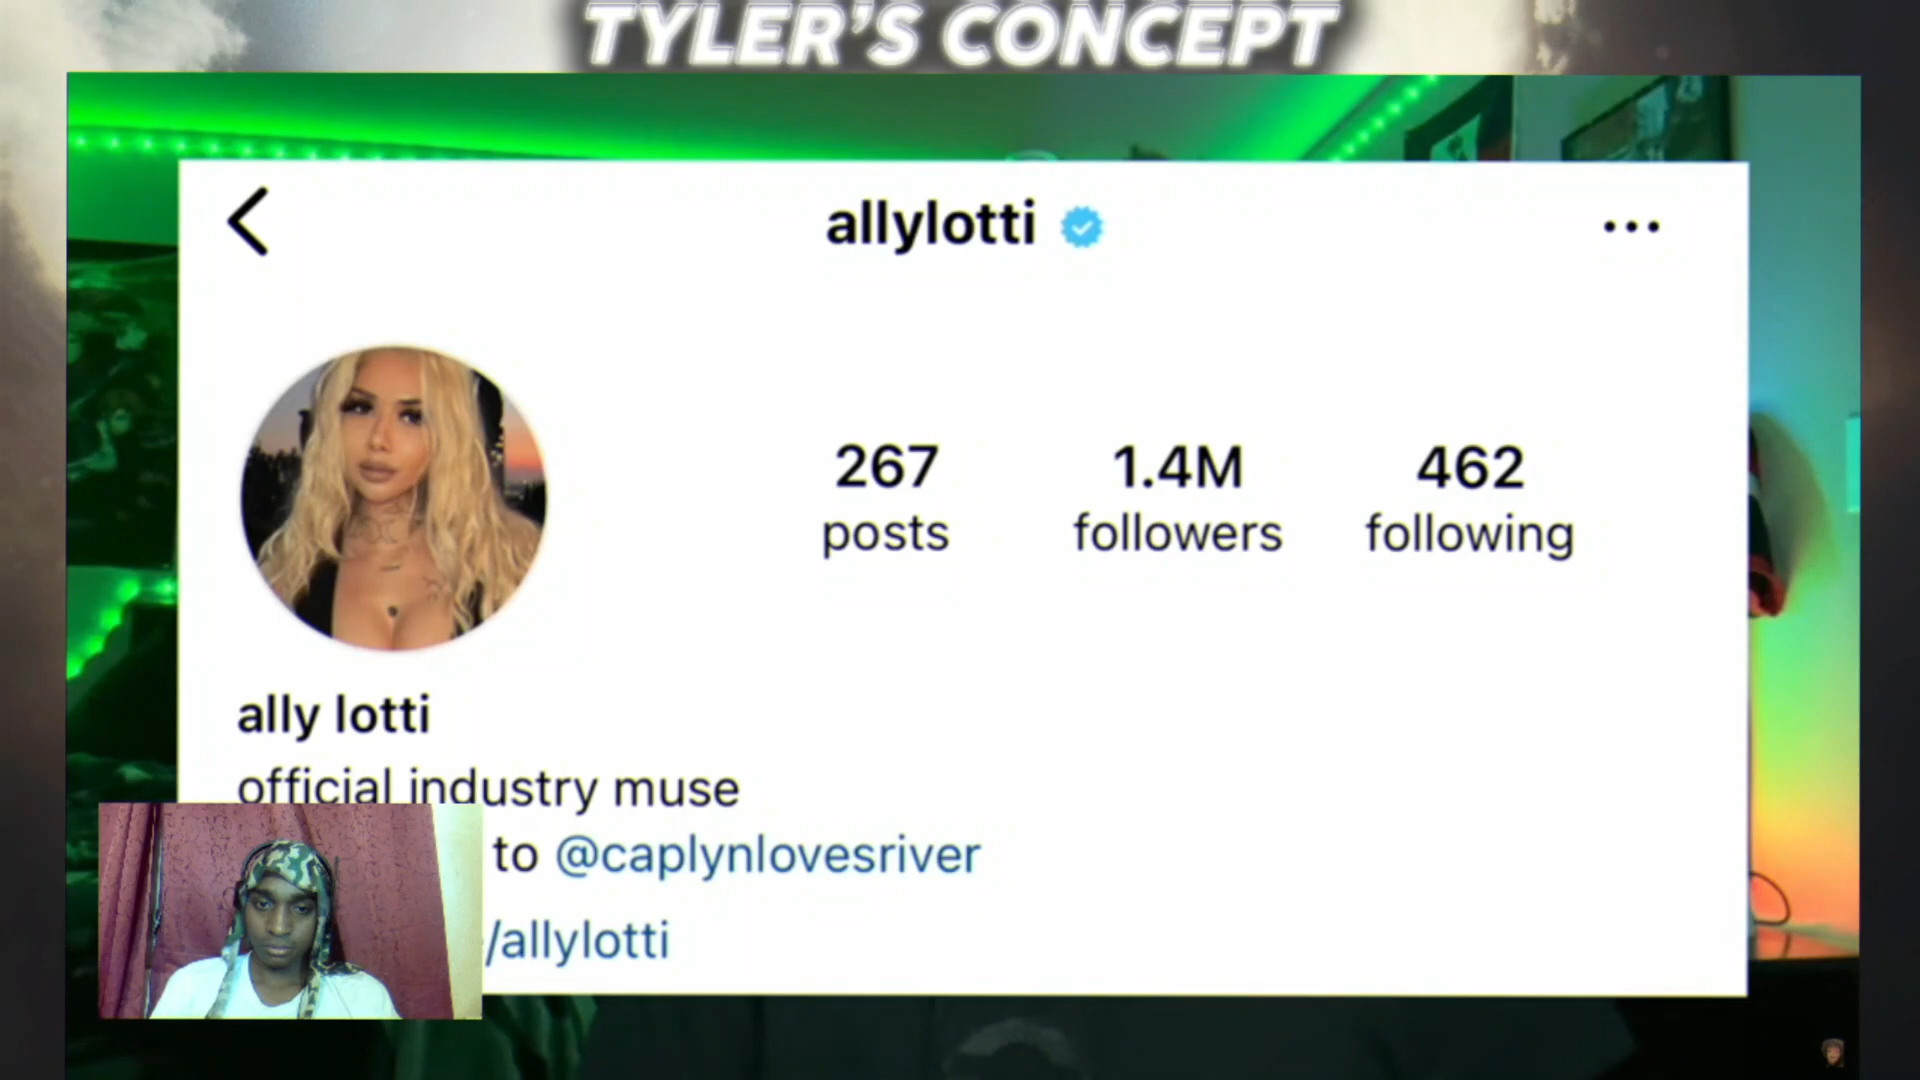 TYLER'S CONCEPT
allylotti
267 1.4M 462
posts followers following
ally lotti
official industry muse
to @caplynlovesriver
/allylotti